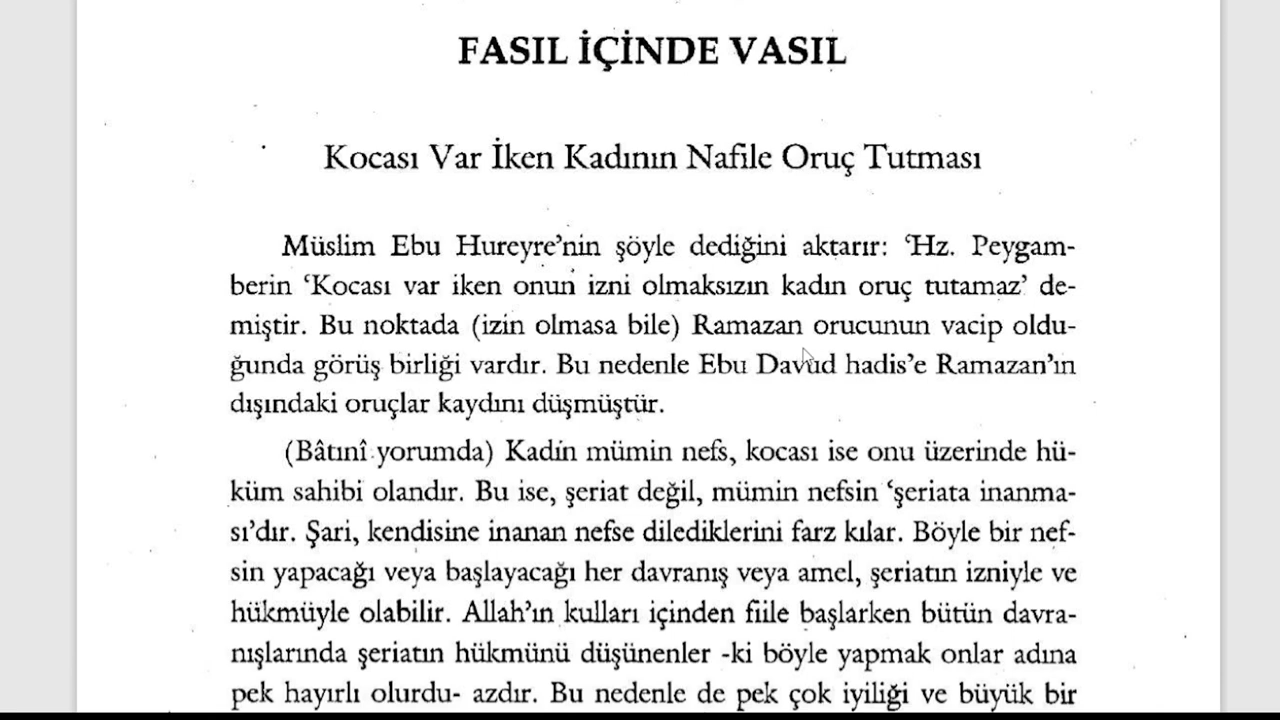 FASIL İÇİNDE VASIL
Kocası Var İken Kadının Nafile Oruç Tutması
Müslim Ebu Hureyre'nin şöyle dediğini aktarır: 'Hz. Peygam-
berin 'Kocası var iken onun izni olmaksızın kadın oruç tutamaz' de-
miştir. Bu noktada (izin olmasa bile) Ramazan orucunun vacip oldu-
ğunda görüş birliği vardır. Bu nedenle Ebu Davud hadis'e Ramazan'ın
dışındaki oruçlar kaydını düşmüştür.
(Bâtınî yorumda) Kadın mümin nefs, kocası ise onu üzerinde hü-
küm sahibi olandır. Bu ise, şeriat değil, mümin nefsin 'şeriata inanma-
sı'dır. Şari, kendisine inanan nefse dilediklerini farz kılar. Böyle bir nef-
sin yapacağı veya başlayacağı her davranış veya amel, şeriatın izniyle ve
hükmüyle olabilir. Allah'ın kulları içinden fiile başlarken bütün davra-
nışlarında şeriatın hükmünü düşünenler -ki böyle yapmak onlar adına
pek hayırlı olurdu- azdır. Bu nedenle de pek çok iyiliği ve büyük bir